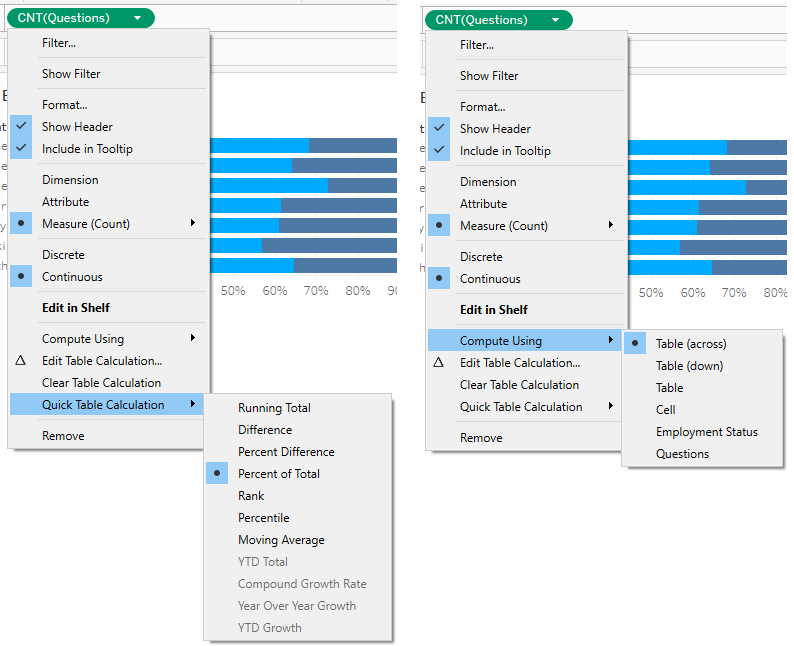 CNT(Questions)
Filter...
Show Filter
Format...
Show Header
Include in Tooltip
Dimension
Attribute
Measure (Count)
Discrete
Continuous
Edit in Shelf
Compute Using
Edit Table Calculation...
Clear Table Calculation
Quick Table Calculation
Remove
50% 60% 70% 80%
Running Total
Difference
Percent Difference
Percent of Total
Rank
Percentile
Moving Average
YTD Total
Compound Growth Rate
Year Over Year Growth
YTD Growth
CNT(Questions)
Filter...
Show Filter
Format...
Show Header
Include in Tooltip
Dimension
Attribute
Measure (Count)
Discrete
Continuous
Edit in Shelf
Compute Using
Edit Table Calculation...
Clear Table Calculation
Quick Table Calculation
Remove
50% 60% 70% 80%
Table (across)
Table (down)
Table
Cell
Employment Status
Questions